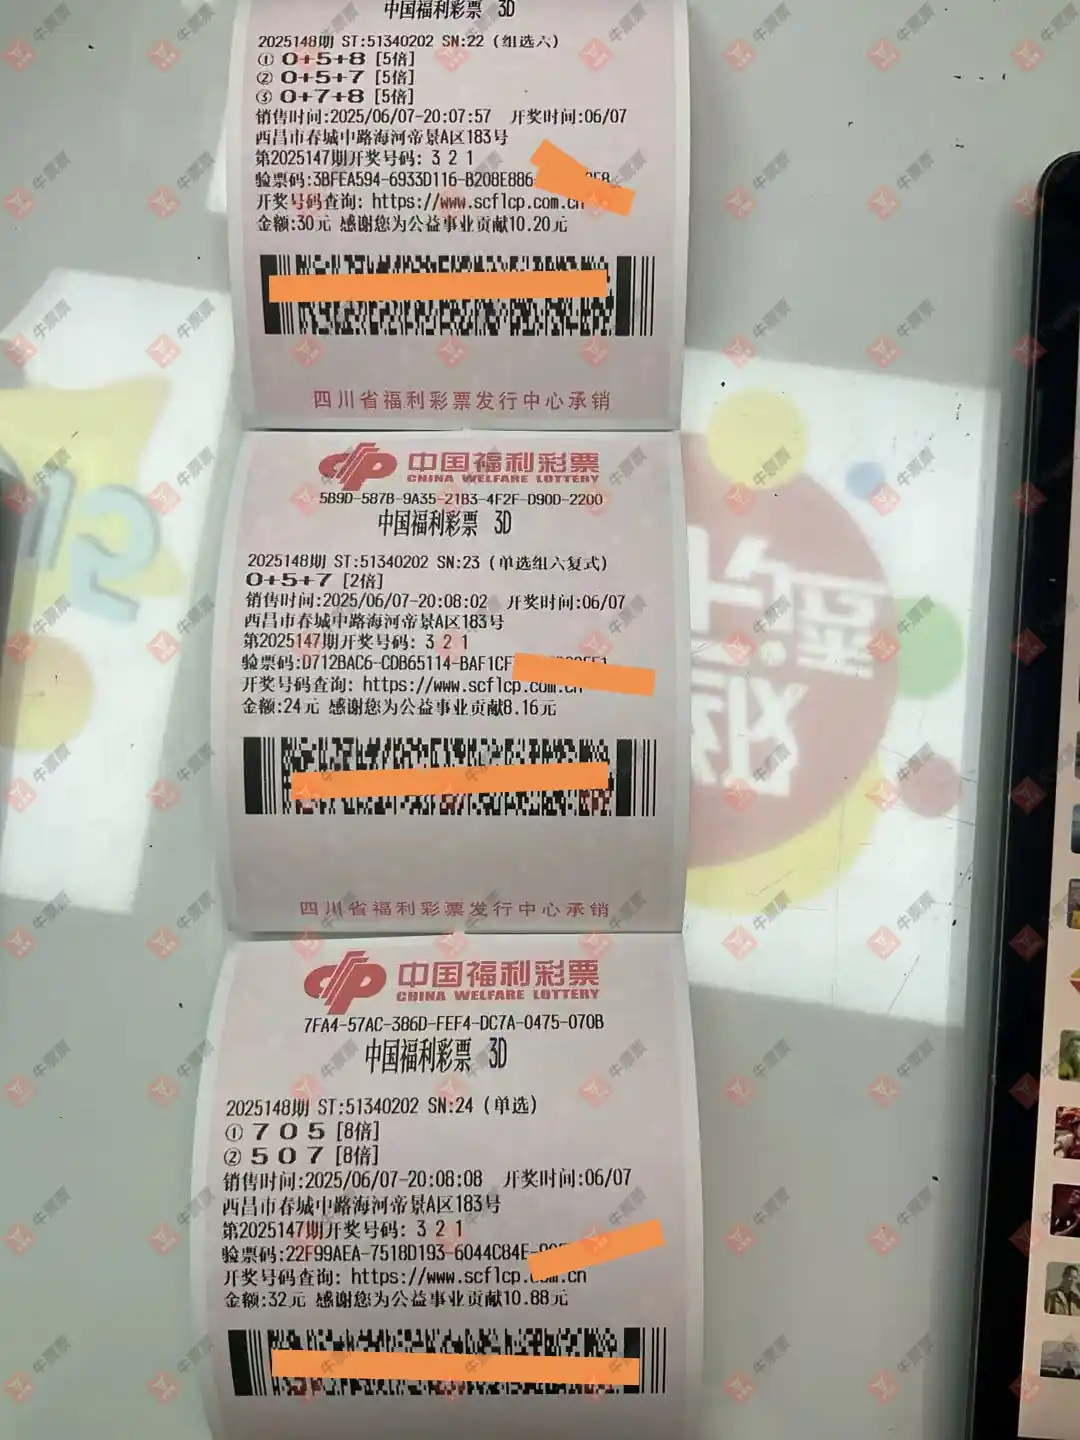 中国福利彩票 3D
2025148期 ST:51340202 SN:22 (组选六)
① 0+5+8 [5倍]
② 0+5+7 [5倍]
③ 0+7+8 [5倍]
销售时间:2025/06/07-20:07:57 开奖时间:06/07
西昌市春城中路海河帝景A区183号
第2025147期开奖号码: 3 2 1
验票码:3BFEA594-6933D116-B208E886-
开奖号码查询: https://www.scflcp.com.cn
金额:30元 感谢您为公益事业贡献10.20元
四川省福利彩票发行中心承销
中国福利彩票
CHINA WELFARE LOTTERY
5B9D-587B-9A35-21B3-4F2F-D90D-2200
中国福利彩票 3D
2025148期 ST:51340202 SN:23 (单选组六复式)
0+5+7 [2倍]
销售时间:2025/06/07-20:08:02 开奖时间:06/07
西昌市春城中路海河帝景A区183号
第2025147期开奖号码: 3 2 1
验票码:D712BAC6-CDB65114-BAF1CF
开奖号码查询: https://www.scflcp.com.cn
金额:24元 感谢您为公益事业贡献8.16元
四川省福利彩票发行中心承销
中国福利彩票
CHINA WELFARE LOTTERY
7FA4-57AC-386D-FEF4-DC7A-0475-070B
中国福利彩票 3D
2025148期 ST:51340202 SN:24 (单选)
① 7 0 5 [8倍]
② 5 0 7 [8倍]
销售时间:2025/06/07-20:08:08 开奖时间:06/07
西昌市春城中路海河帝景A区183号
第2025147期开奖号码: 3 2 1
验票码:22F99AEA-7518D193-6044C84E-
开奖号码查询: https://www.scflcp.com.cn
金额:32元 感谢您为公益事业贡献10.88元
牛票票